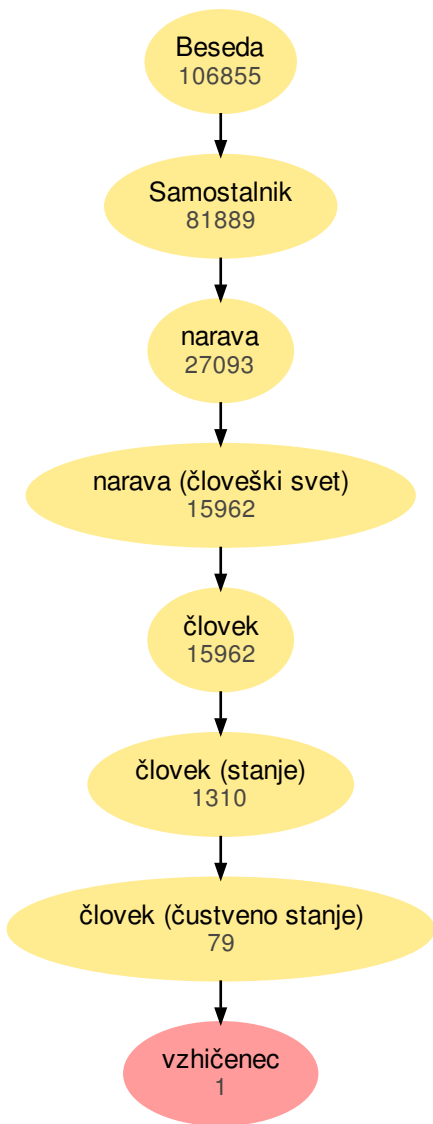 Beseda
106855
Samostalnik
81889
narava
27093
narava (človeški svet)
15962
človek
15962
človek (stanje)
1310
človek (čustveno stanje)
79
vzhičenec
1